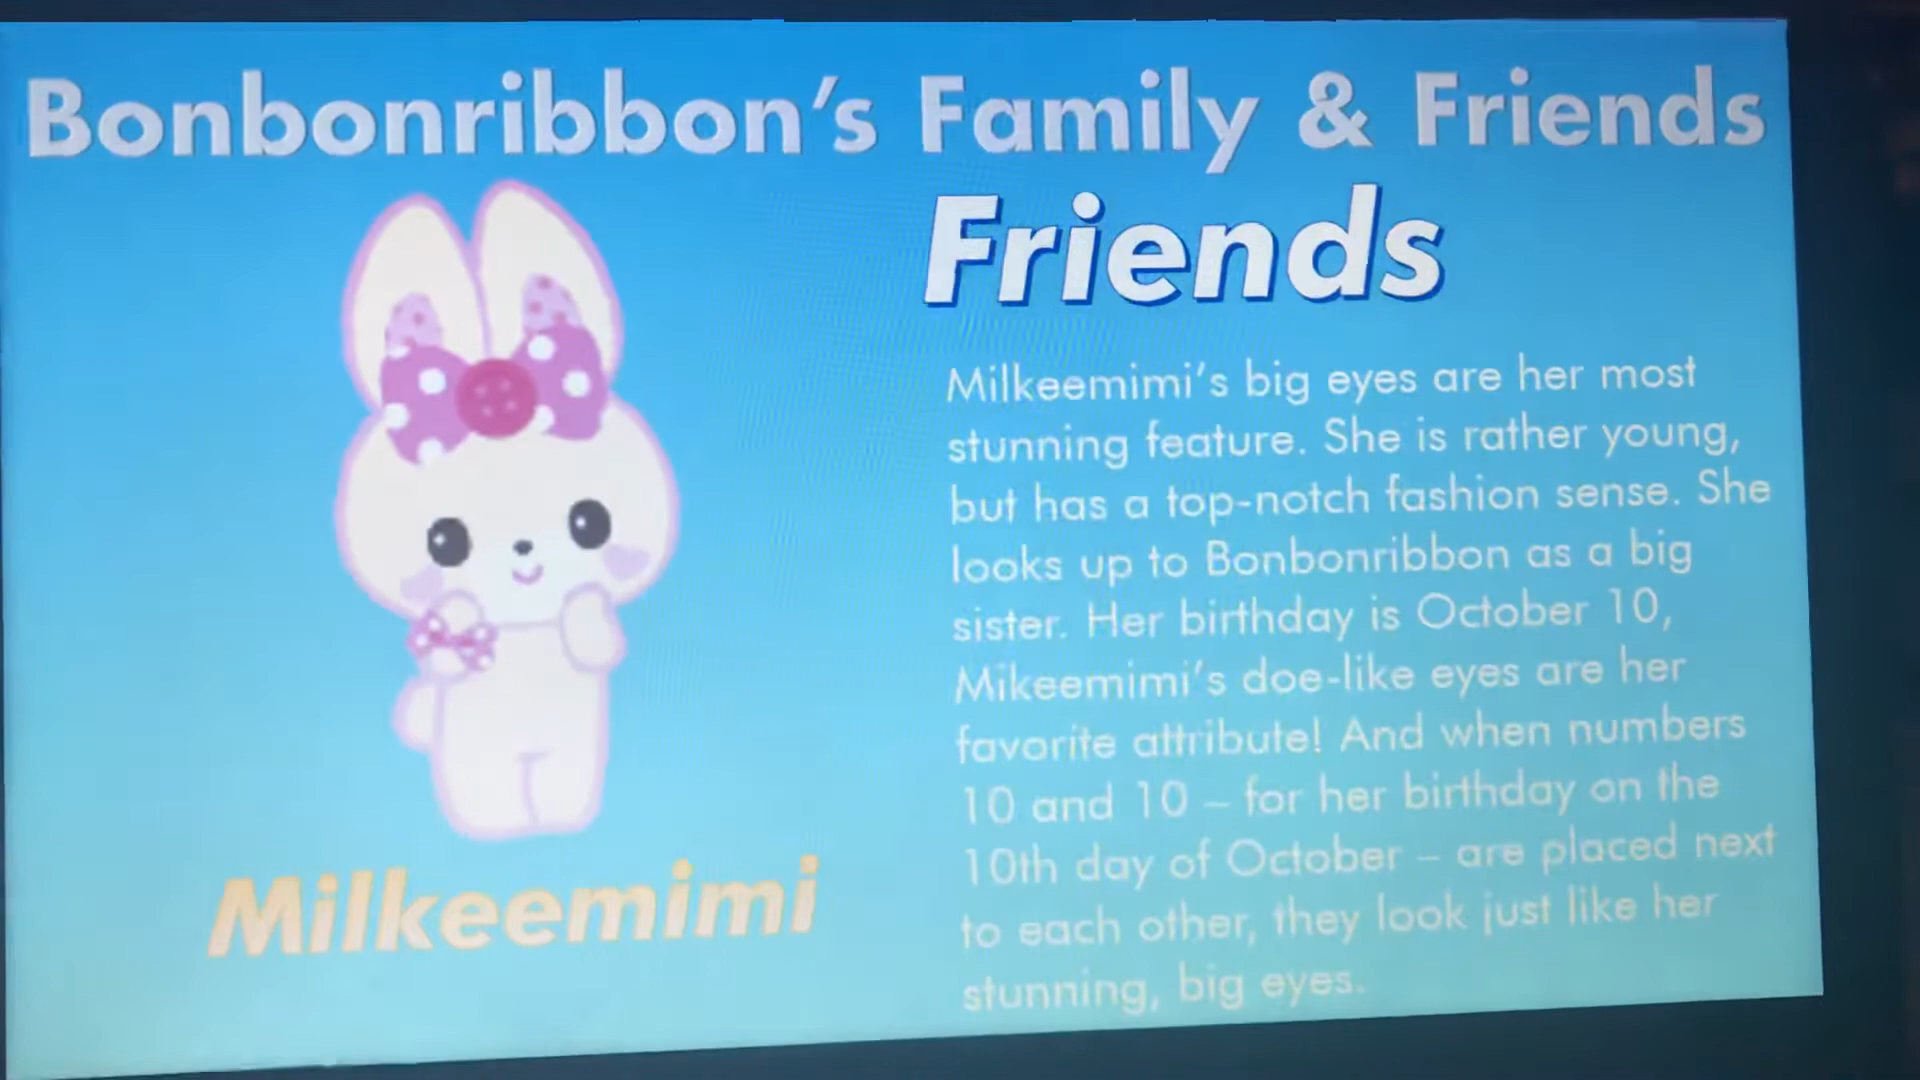 Bonbonribbon's Family & Friends
Friends
Milkeemimi's big eyes are her most
stunning feature. She is rather young,
but has a top-notch fashion sense. She
looks up to Bonbonribbon as a big
sister. Her birthday is October 10,
Mikeemimi's doe-like eyes are her
favorite attribute! And when numbers
10 and 10 – for her birthday on the
10th day of October – are placed next
to each other, they look just like her
stunning, big eyes.
Milkeemimi